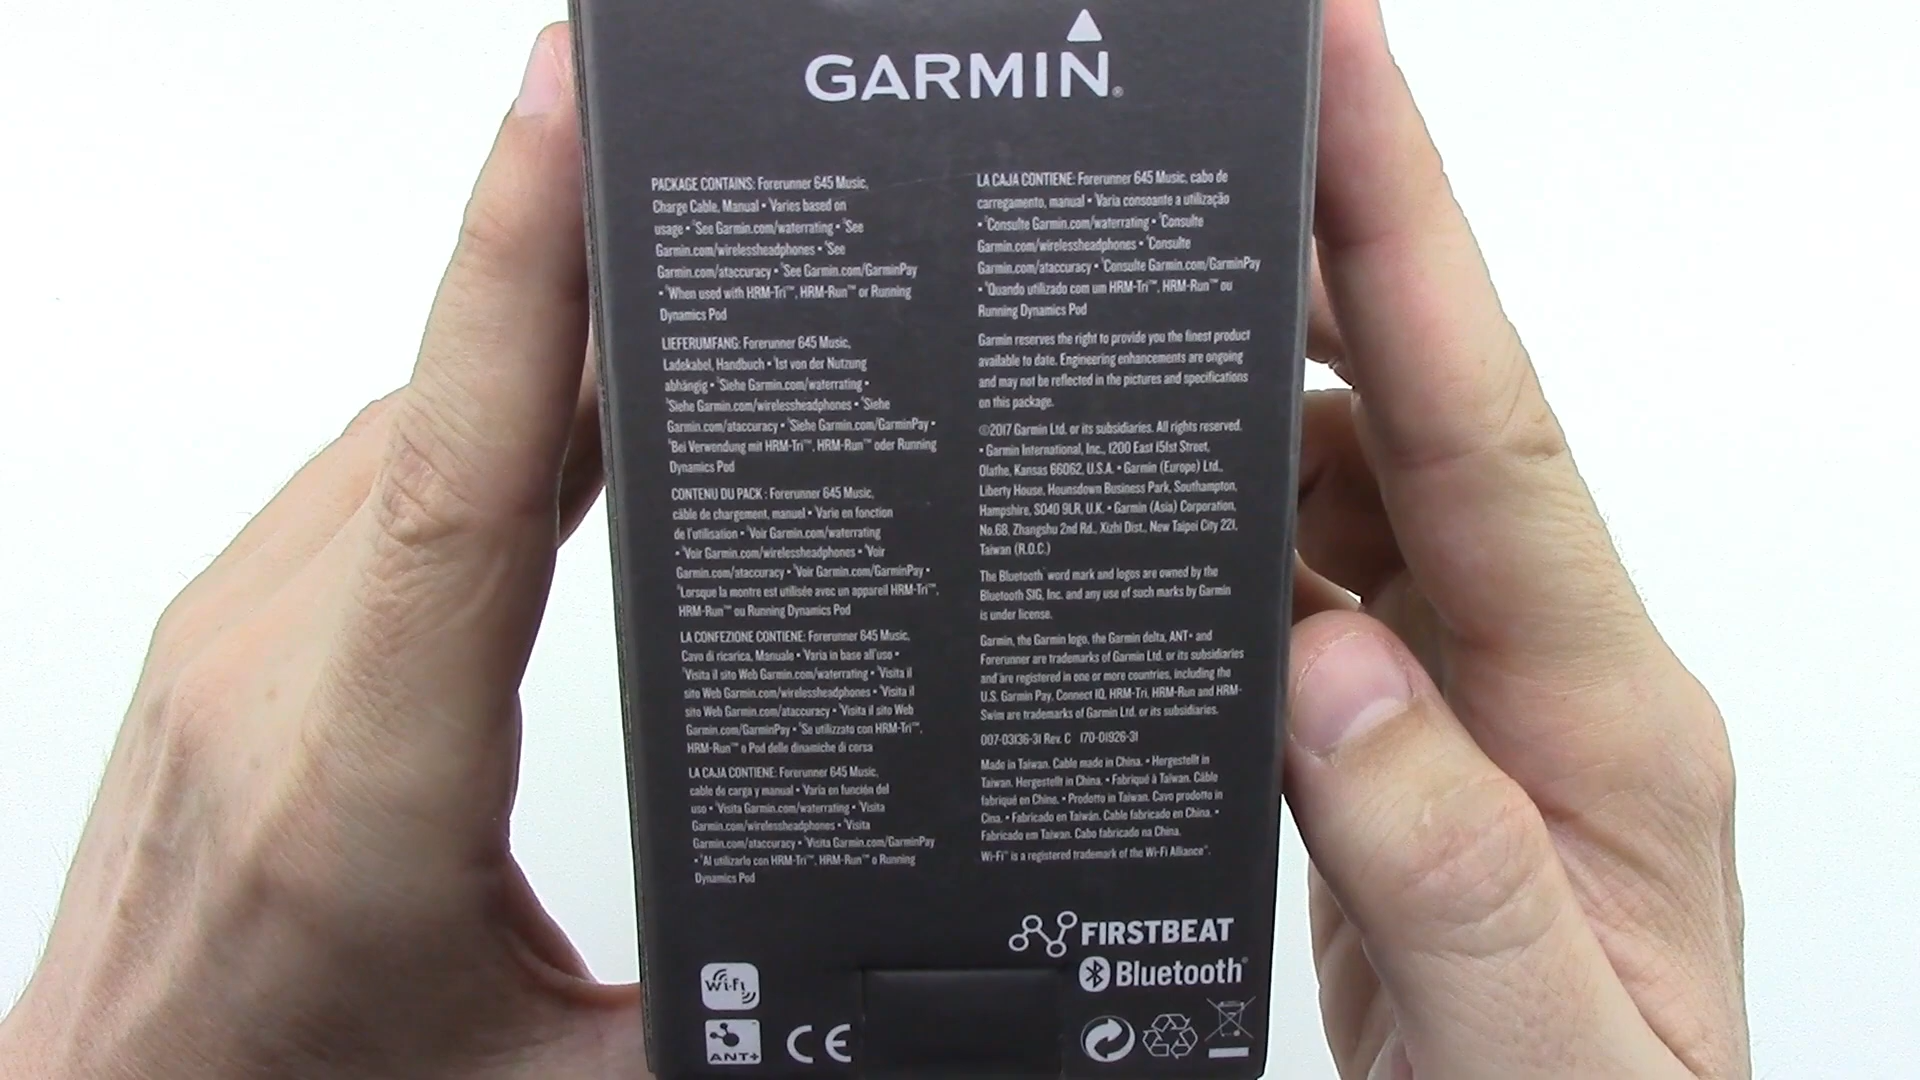 GARMIN®
PACKAGE CONTAINS: Forerunner 645 Music,
Charge Cable, Manual • Varies based on
usage • See Garmin.com/waterrating • See
Garmin.com/wirelessheadphones • See
Garmin.com/ataccuracy • See Garmin.com/GarminPay
• When used with HRM-Tri™, HRM-Run™ or Running
Dynamics Pod
LIEFERUMFANG: Forerunner 645 Music,
Ladekabel, Handbuch • Ist von der Nutzung
abhängig • Siehe Garmin.com/waterrating •
Siehe Garmin.com/wirelessheadphones • Siehe
Garmin.com/ataccuracy • Siehe Garmin.com/GarminPay •
Bei Verwendung mit HRM-Tri™, HRM-Run™ oder Running
Dynamics Pod
CONTENU DU PACK : Forerunner 645 Music,
câble de chargement, manuel • Varie en fonction
de l'utilisation • Voir Garmin.com/waterrating
• Voir Garmin.com/wirelessheadphones • Voir
Garmin.com/ataccuracy • Voir Garmin.com/GarminPay •
Lorsque la montre est utilisée avec un appareil HRM-Tri™,
HRM-Run™ ou Running Dynamics Pod
LA CONFEZIONE CONTIENE: Forerunner 645 Music,
Cavo di ricarica, Manuale • Varia in base all'uso •
Visita il sito Web Garmin.com/waterrating • Visita il
sito Web Garmin.com/wirelessheadphones • Visita il
sito Web Garmin.com/ataccuracy • Visita il sito Web
Garmin.com/GarminPay • Se utilizzato con HRM-Tri™,
HRM-Run™ o Pod delle dinamiche di corsa
LA CAJA CONTIENE: Forerunner 645 Music,
cable de carga y manual • Varia en función del
uso • Visita Garmin.com/waterrating • Visita
Garmin.com/wirelessheadphones • Visita
Garmin.com/ataccuracy • Visita Garmin.com/GarminPay
• Al utilizarlo con HRM-Tri™, HRM-Run™ o Running
Dynamics Pod
LA CAJA CONTIENE: Forerunner 645 Music, cabo de
carregamento, manual • Varia consoante a utilização
• Consulte Garmin.com/waterrating • Consulte
Garmin.com/wirelessheadphones • Consulte
Garmin.com/ataccuracy • Consulte Garmin.com/GarminPay
• Quando utilizado com um HRM-Tri™, HRM-Run™ ou
Running Dynamics Pod
Garmin reserves the right to provide you the finest product
available to date. Engineering enhancements are ongoing
and may not be reflected in the pictures and specifications
on this package.
©2017 Garmin Ltd. or its subsidiaries. All rights reserved.
• Garmin International, Inc., 1200 East 151st Street,
Olathe, Kansas 66062, U.S.A. • Garmin (Europe) Ltd.,
Liberty House, Hounsdown Business Park, Southampton,
Hampshire, SO40 9LR, U.K. • Garmin (Asia) Corporation,
No.68, Zhangshu 2nd Rd., Xizhi Dist., New Taipei City 221,
Taiwan (R.O.C.)
The Bluetooth word mark and logos are owned by the
Bluetooth SIG, Inc. and any use of such marks by Garmin
is under license.
Garmin, the Garmin logo, the Garmin delta, ANT+ and
Forerunner are trademarks of Garmin Ltd. or its subsidiaries
and are registered in one or more countries, including the
U.S. Garmin Pay, Connect IQ, HRM-Tri, HRM-Run and HRM-
Swim are trademarks of Garmin Ltd. or its subsidiaries.
007-03136-31 Rev. C 170-01926-31
Made in Taiwan. Cable made in China. • Hergestellt in
Taiwan. Hergestellt in China. • Fabriqué à Taiwan. Câble
fabriqué en Chine. • Prodotto in Taiwan. Cavo prodotto in
Cina. • Fabricado en Taiwán. Cable fabricado en China. •
Fabricado em Taiwan. Cabo fabricado na China.
Wi-Fi® is a registered trademark of the Wi-Fi Alliance®.
FIRSTBEAT
Bluetooth®
Wi-Fi
ANT+
CE